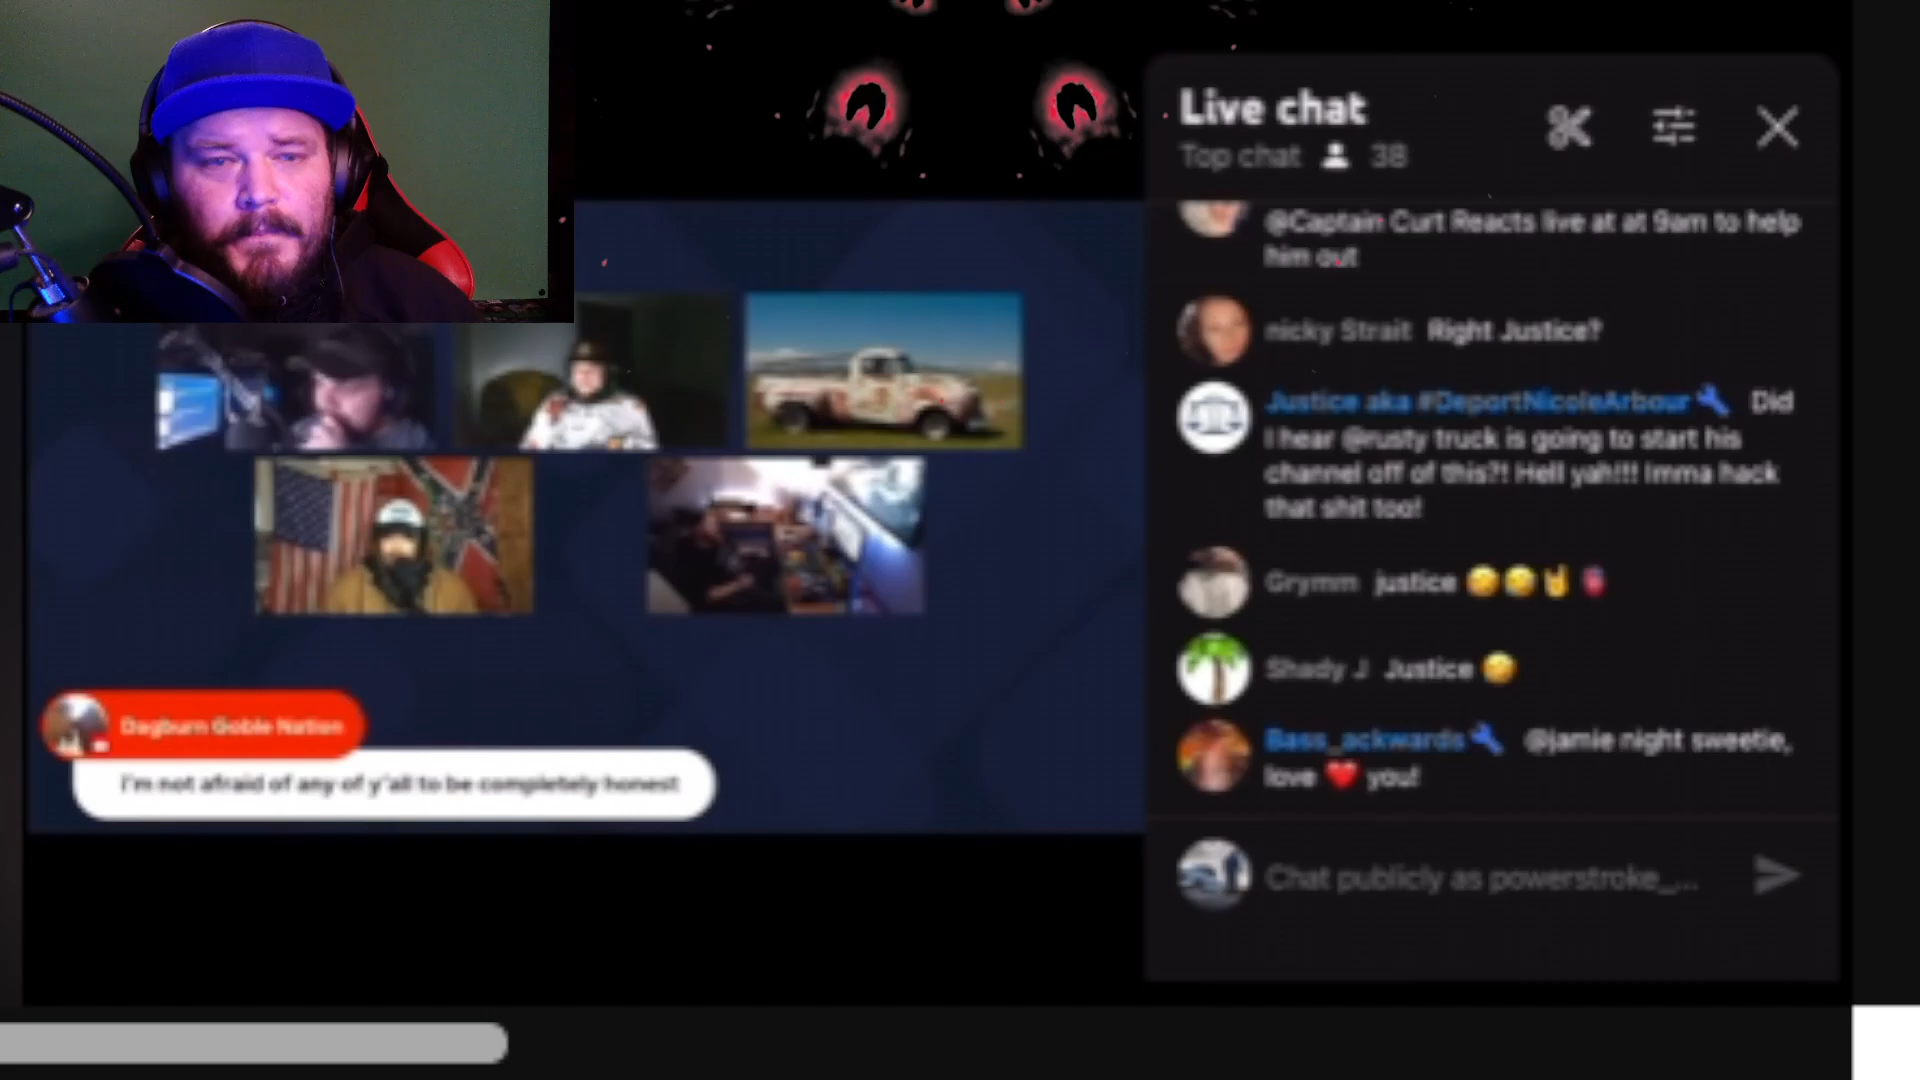 Live chat
Top chat 38
@Captain Curt Reacts live at at 9am to help
him out
nicky Strait Right Justice?
Justice aka #DeportNicoleArbour Did
I hear @rusty truck is going to start his
channel off of this?! Hell yah!!! Imma hack
that shit too!
Grymm justice 🤣🤣🤘
Shady J Justice 🤣
Bass_ackwards @jamie night sweetie,
love ❤️ you!
Chat publicly as powerstroke_...
Dagburn Goble Nation
I'm not afraid of any of y'all to be completely honest